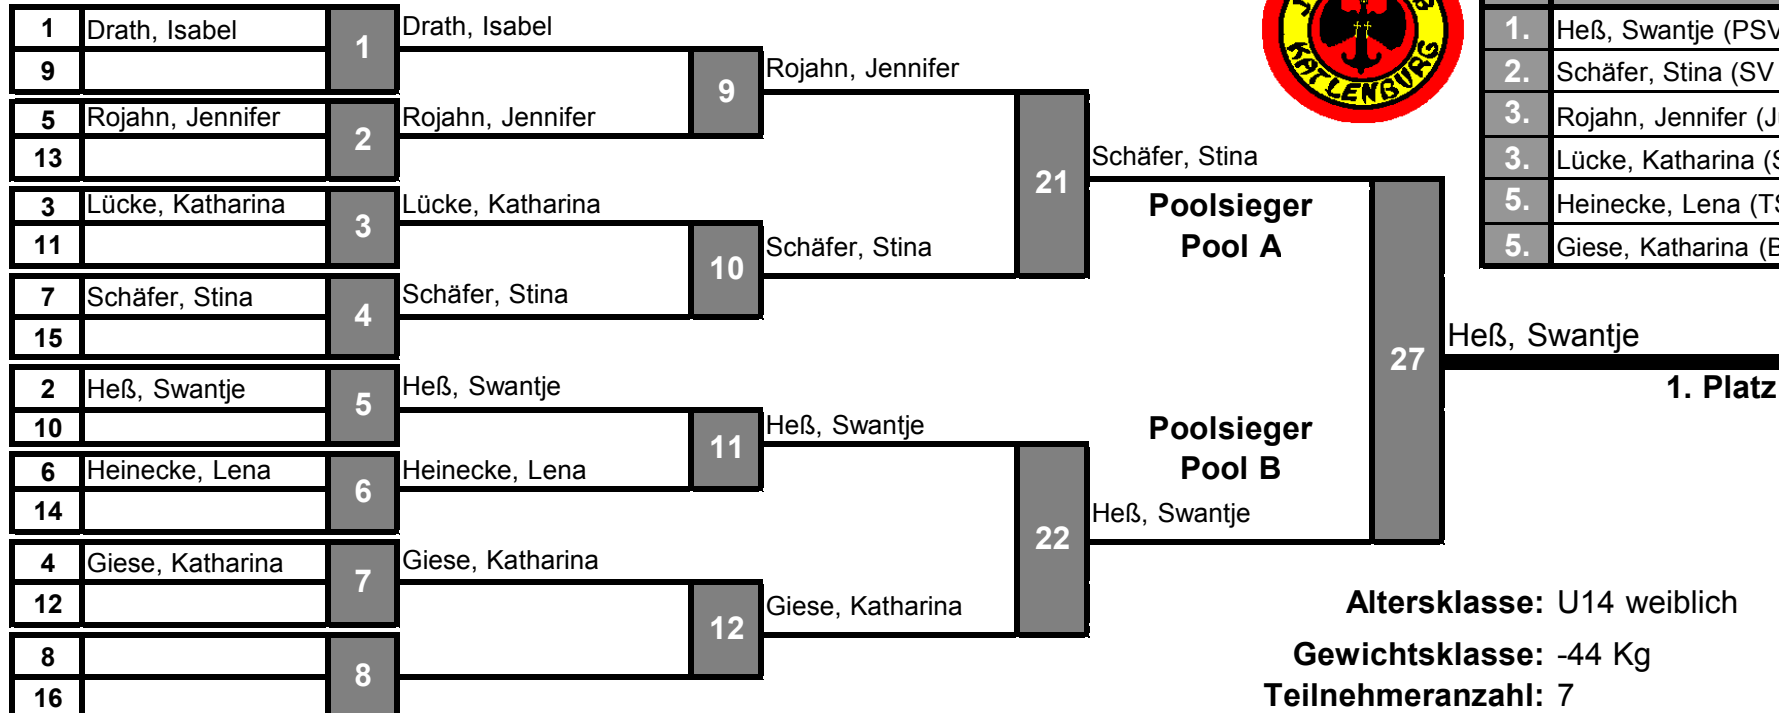 1 Drath, Isabel 1 Drath, Isabel
9
9 Rojahn, Jennifer
5 Rojahn, Jennifer 2 Rojahn, Jennifer
13
21 Schäfer, Stina
3 Lücke, Katharina 3 Lücke, Katharina
11
10 Schäfer, Stina
7 Schäfer, Stina 4 Schäfer, Stina
15
Poolsieger
Pool A
27 Heß, Swantje
1. Platz
2 Heß, Swantje 5 Heß, Swantje
10
11 Heß, Swantje
6 Heinecke, Lena 6 Heinecke, Lena
14
Poolsieger
Pool B
22 Heß, Swantje
4 Giese, Katharina 7 Giese, Katharina
12
12 Giese, Katharina
8 8
16
KATLENBURG
1. Heß, Swantje (PSV
2. Schäfer, Stina (SV
3. Rojahn, Jennifer (J
3. Lücke, Katharina (S
5. Heinecke, Lena (TS
5. Giese, Katharina (B
Altersklasse: U14 weiblich
Gewichtsklasse: -44 Kg
Teilnehmeranzahl: 7